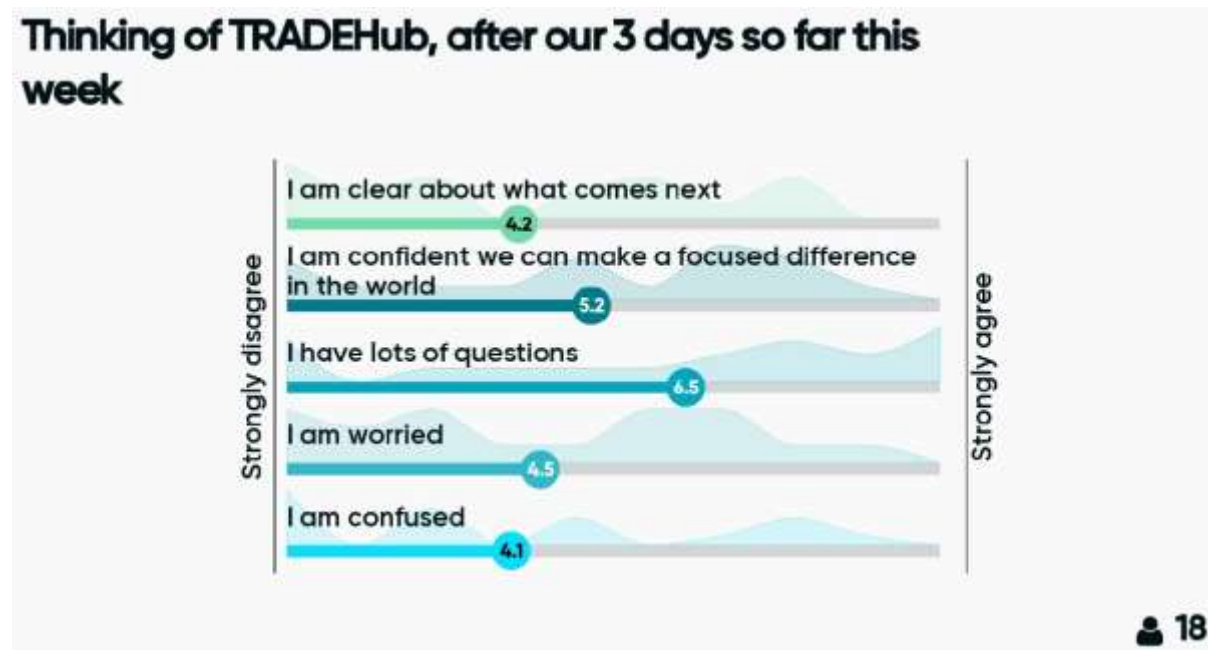 Thinking of TRADEHub, after our 3 days so far this
week
I am clear about what comes next
4.2
I am confident we can make a focused difference
in the world
5.2
I have lots of questions
6.5
I am worried
4.5
I am confused
4.1
Strongly disagree
Strongly agree
18